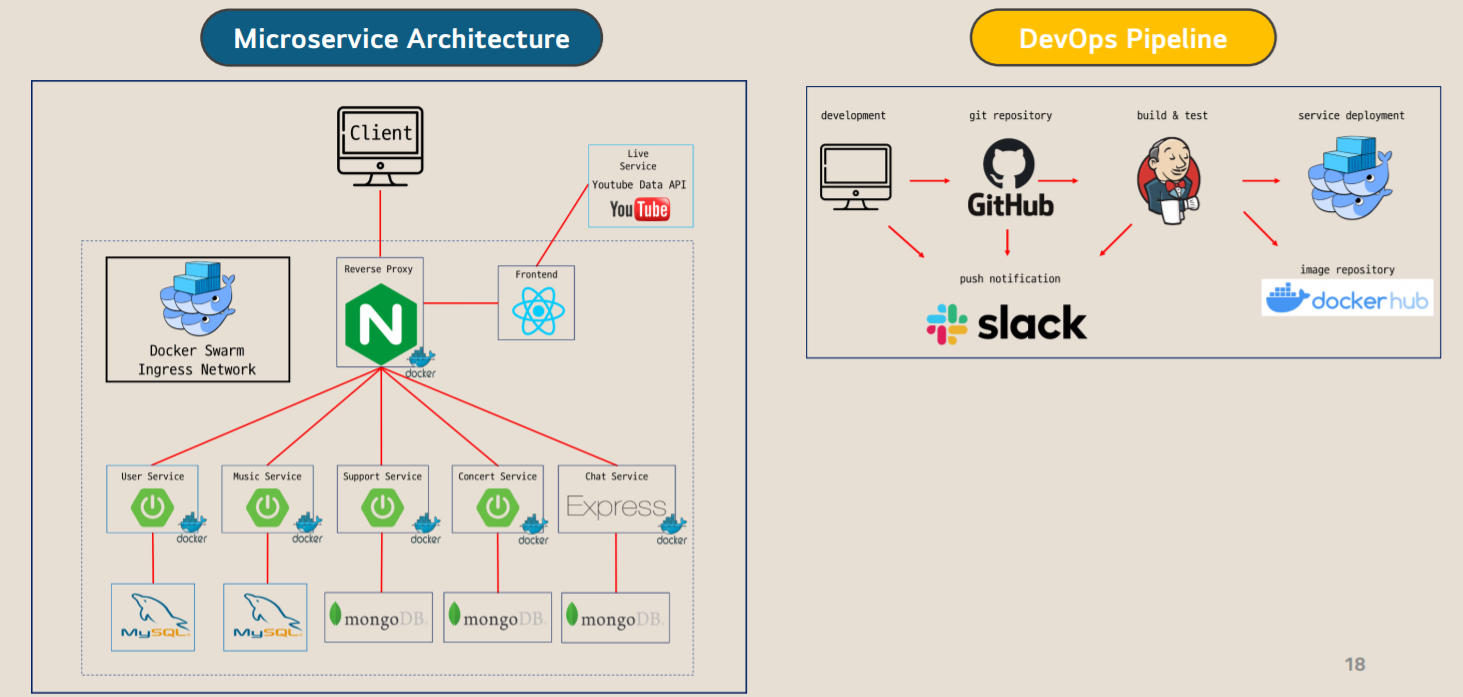 Microservice Architecture
Client
Live
Service
Youtube Data API
YouTube
Reverse Proxy
N
docker
Frontend
Docker Swarm
Ingress Network
User Service
docker
Music Service
docker
Support Service
docker
Concert Service
docker
Chat Service
Express
docker
MySQL
MySQL
mongoDB
mongoDB
mongoDB
DevOps Pipeline
development
git repository
build & test
service deployment
GitHub
push notification
slack
image repository
dockerhub
18